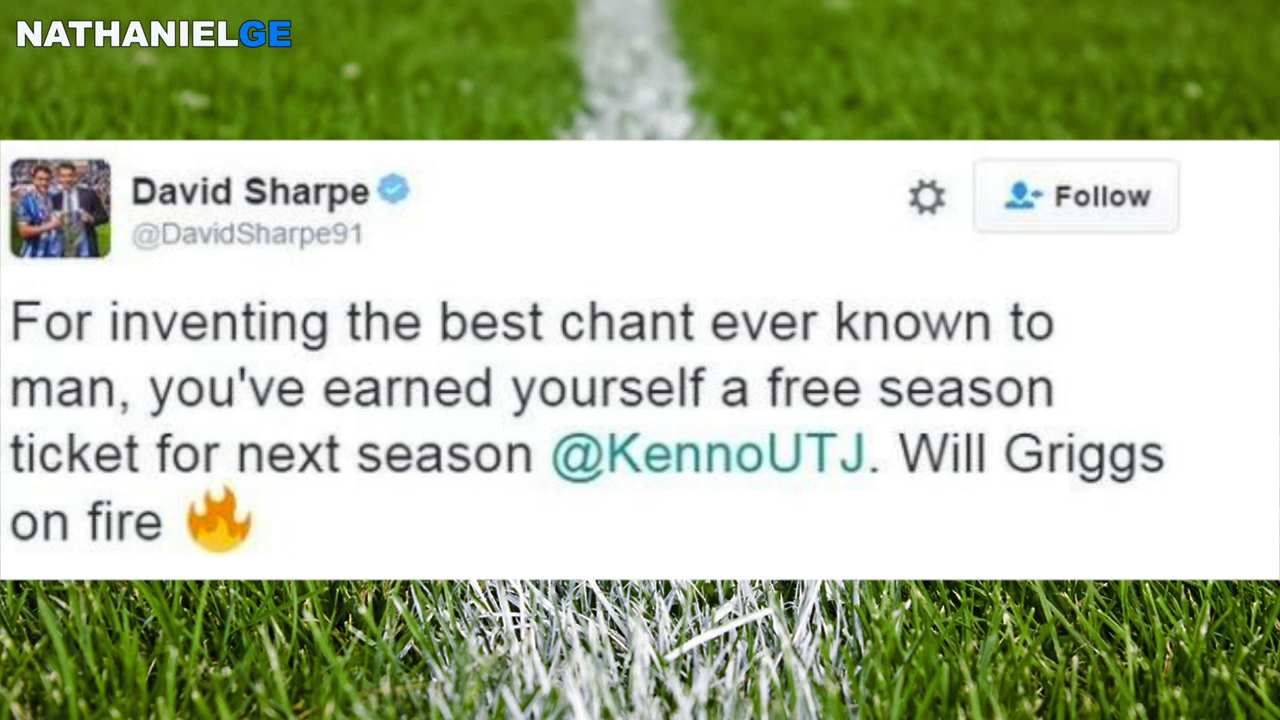 NATHANIELGE
David Sharpe
@DavidSharpe91
Follow
For inventing the best chant ever known to
man, you've earned yourself a free season
ticket for next season @KennoUTJ. Will Griggs
on fire 🔥